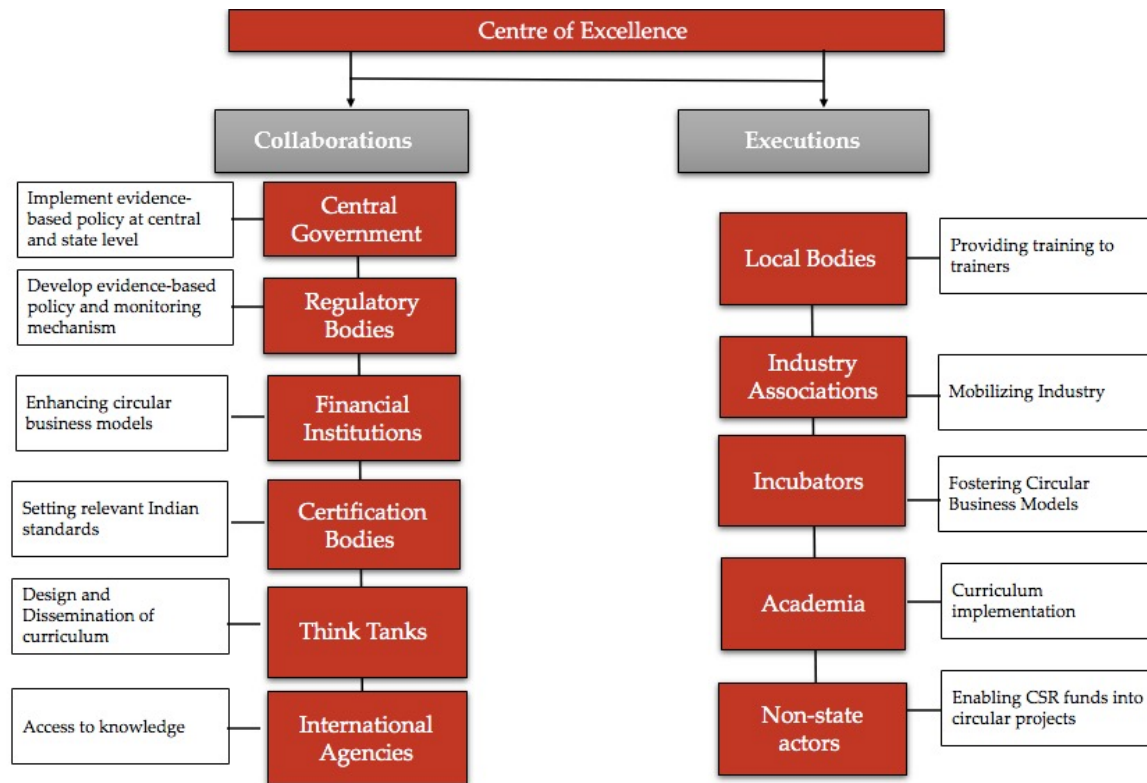 Centre of Excellence
Collaborations
Executions
Implement evidence-
based policy at central
and state level
Central
Government
Develop evidence-based
policy and monitoring
mechanism
Regulatory
Bodies
Enhancing circular
business models
Financial
Institutions
Setting relevant Indian
standards
Certification
Bodies
Design and
Dissemination of
curriculum
Think Tanks
Access to knowledge
International
Agencies
Local Bodies
Providing training to
trainers
Industry
Associations
Mobilizing Industry
Incubators
Fostering Circular
Business Models
Academia
Curriculum
implementation
Non-state
actors
Enabling CSR funds into
circular projects